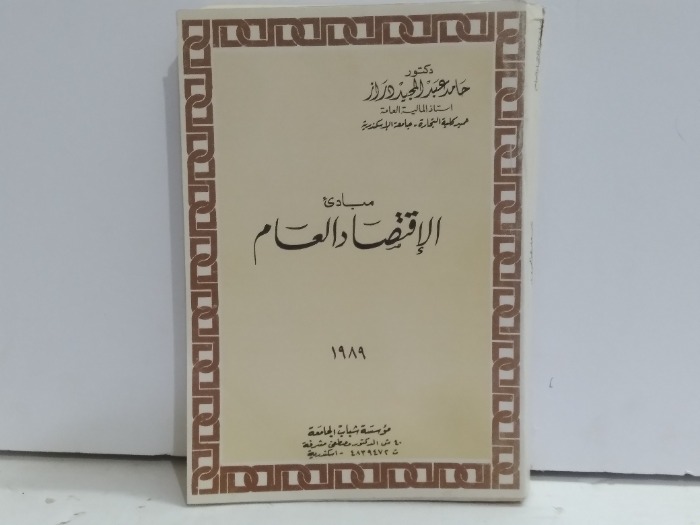 دكتور
حامد عبد المجيد دراز
استاذ المالية العامة
عميد كلية التجارة - جامعة الإسكندرية
مبادئ
الإقتصاد العام
١٩٨٩
مؤسسة شباب الجامعة
٤٠ ش الدكتور مصطفى مشرفة
ت ٤٨٣٩٤٧٢ - اسكندرية